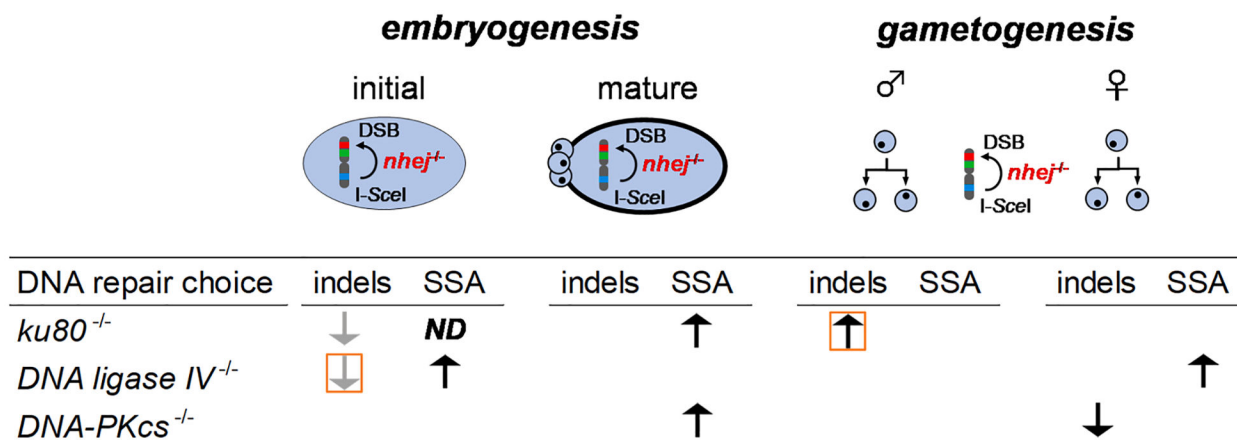 embryogenesis gametogenesis
initial mature ♂ ♀
DSB DSB DSB
nhej-/- nhej-/- nhej-/-
I-SceI I-SceI I-SceI
DNA repair choice indels SSA indels SSA indels SSA indels SSA
ku80 -/- ND
DNA ligase IV -/-
DNA-PKcs -/-